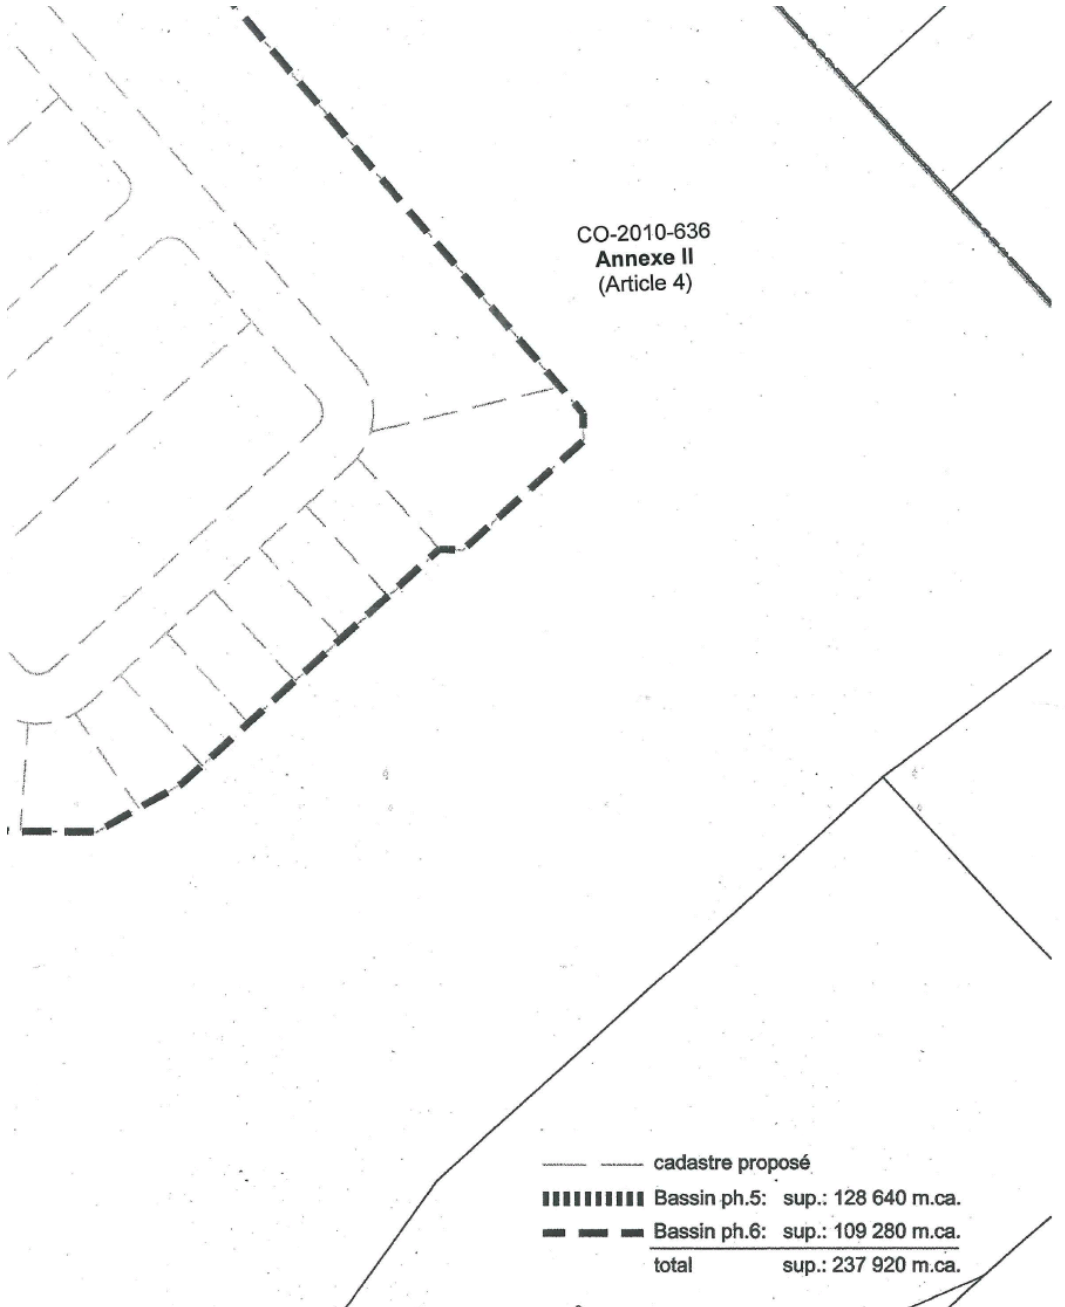 CO-2010-636
Annexe II
(Article 4)
cadastre proposé
Bassin ph.5: sup.: 128 640 m.ca.
Bassin ph.6: sup.: 109 280 m.ca.
total sup.: 237 920 m.ca.